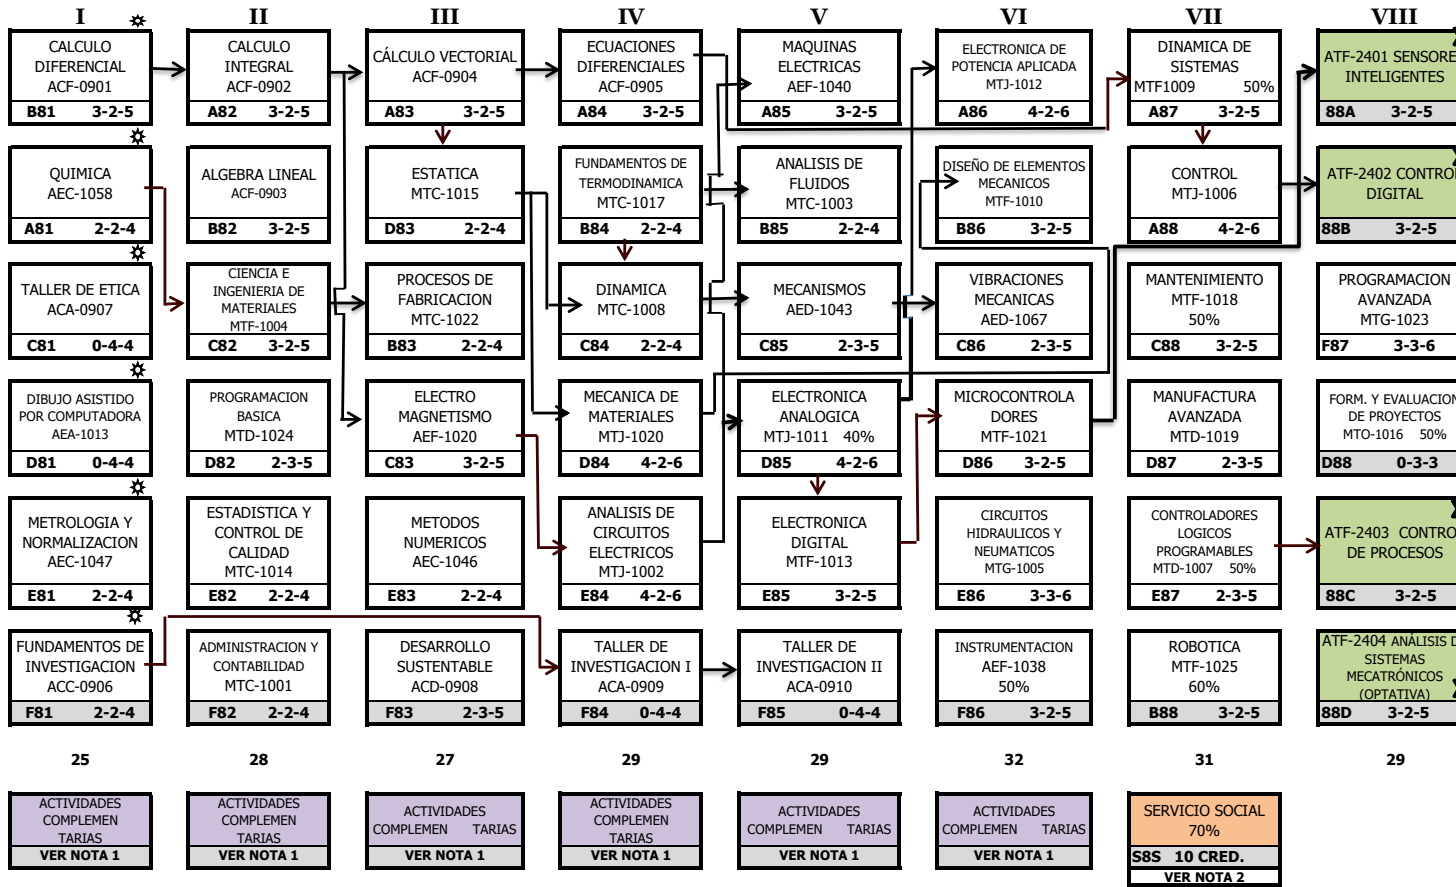 I II III IV V VI VII VIII
CALCULO
DIFERENCIAL
ACF-0901
B81 3-2-5
CALCULO
INTEGRAL
ACF-0902
A82 3-2-5
CÁLCULO VECTORIAL
ACF-0904
A83 3-2-5
ECUACIONES
DIFERENCIALES
ACF-0905
A84 3-2-5
MAQUINAS
ELECTRICAS
AEF-1040
A85 3-2-5
ELECTRONICA DE
POTENCIA APLICADA
MTJ-1012
A86 4-2-6
DINAMICA DE
SISTEMAS
MTF1009 50%
A87 3-2-5
ATF-2401 SENSORE
INTELIGENTES
88A 3-2-5
QUIMICA
AEC-1058
A81 2-2-4
ALGEBRA LINEAL
ACF-0903
B82 3-2-5
ESTATICA
MTC-1015
D83 2-2-4
FUNDAMENTOS DE
TERMODINAMICA
MTC-1017
B84 2-2-4
ANALISIS DE
FLUIDOS
MTC-1003
B85 2-2-4
DISEÑO DE ELEMENTOS
MECANICOS
MTF-1010
B86 3-2-5
CONTROL
MTJ-1006
A88 4-2-6
ATF-2402 CONTROL
DIGITAL
88B 3-2-5
TALLER DE ETICA
ACA-0907
C81 0-4-4
CIENCIA E
INGENIERIA DE
MATERIALES
MTF-1004
C82 3-2-5
PROCESOS DE
FABRICACION
MTC-1022
B83 2-2-4
DINAMICA
MTC-1008
C84 2-2-4
MECANISMOS
AED-1043
C85 2-3-5
VIBRACIONES
MECANICAS
AED-1067
C86 2-3-5
MANTENIMIENTO
MTF-1018
50%
C88 3-2-5
PROGRAMACION
AVANZADA
MTG-1023
F87 3-3-6
DIBUJO ASISTIDO
POR COMPUTADORA
AEA-1013
D81 0-4-4
PROGRAMACION
BASICA
MTD-1024
D82 2-3-5
ELECTRO
MAGNETISMO
AEF-1020
C83 3-2-5
MECANICA DE
MATERIALES
MTJ-1020
D84 4-2-6
ELECTRONICA
ANALOGICA
MTJ-1011 40%
D85 4-2-6
MICROCONTROLA
DORES
MTF-1021
D86 3-2-5
MANUFACTURA
AVANZADA
MTD-1019
D87 2-3-5
FORM. Y EVALUACION
DE PROYECTOS
MTO-1016 50%
D88 0-3-3
METROLOGIA Y
NORMALIZACION
AEC-1047
E81 2-2-4
ESTADISTICA Y
CONTROL DE
CALIDAD
MTC-1014
E82 2-2-4
METODOS
NUMERICOS
AEC-1046
E83 2-2-4
ANALISIS DE
CIRCUITOS
ELECTRICOS
MTJ-1002
E84 4-2-6
ELECTRONICA
DIGITAL
MTF-1013
E85 3-2-5
CIRCUITOS
HIDRAULICOS Y
NEUMATICOS
MTG-1005
E86 3-3-6
CONTROLADORES
LOGICOS
PROGRAMABLES
MTD-1007 50%
E87 2-3-5
ATF-2403 CONTRO
DE PROCESOS
88C 3-2-5
FUNDAMENTOS DE
INVESTIGACION
ACC-0906
F81 2-2-4
ADMINISTRACION Y
CONTABILIDAD
MTC-1001
F82 2-2-4
DESARROLLO
SUSTENTABLE
ACD-0908
F83 2-3-5
TALLER DE
INVESTIGACION I
ACA-0909
F84 0-4-4
TALLER DE
INVESTIGACION II
ACA-0910
F85 0-4-4
INSTRUMENTACION
AEF-1038
50%
F86 3-2-5
ROBOTICA
MTF-1025
60%
B88 3-2-5
ATF-2404 ANÁLISIS D
SISTEMAS
MECATRÓNICOS
(OPTATIVA)
88D 3-2-5
25 28 27 29 29 32 31 29
ACTIVIDADES
COMPLEMEN
TARIAS
VER NOTA 1
ACTIVIDADES
COMPLEMEN
TARIAS
VER NOTA 1
ACTIVIDADES
COMPLEMEN TARIAS
VER NOTA 1
ACTIVIDADES
COMPLEMEN
TARIAS
VER NOTA 1
ACTIVIDADES
COMPLEMEN TARIAS
VER NOTA 1
ACTIVIDADES
COMPLEMEN TARIAS
VER NOTA 1
SERVICIO SOCIAL
70%
S8S 10 CRED.
VER NOTA 2